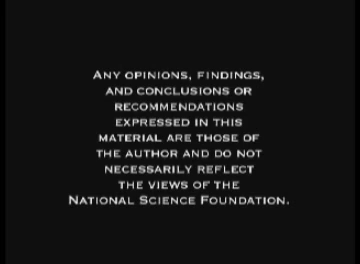 ANY OPINIONS, FINDINGS,
AND CONCLUSIONS OR
RECOMMENDATIONS
EXPRESSED IN THIS
MATERIAL ARE THOSE OF
THE AUTHOR AND DO NOT
NECESSARILY REFLECT
THE VIEWS OF THE
NATIONAL SCIENCE FOUNDATION.